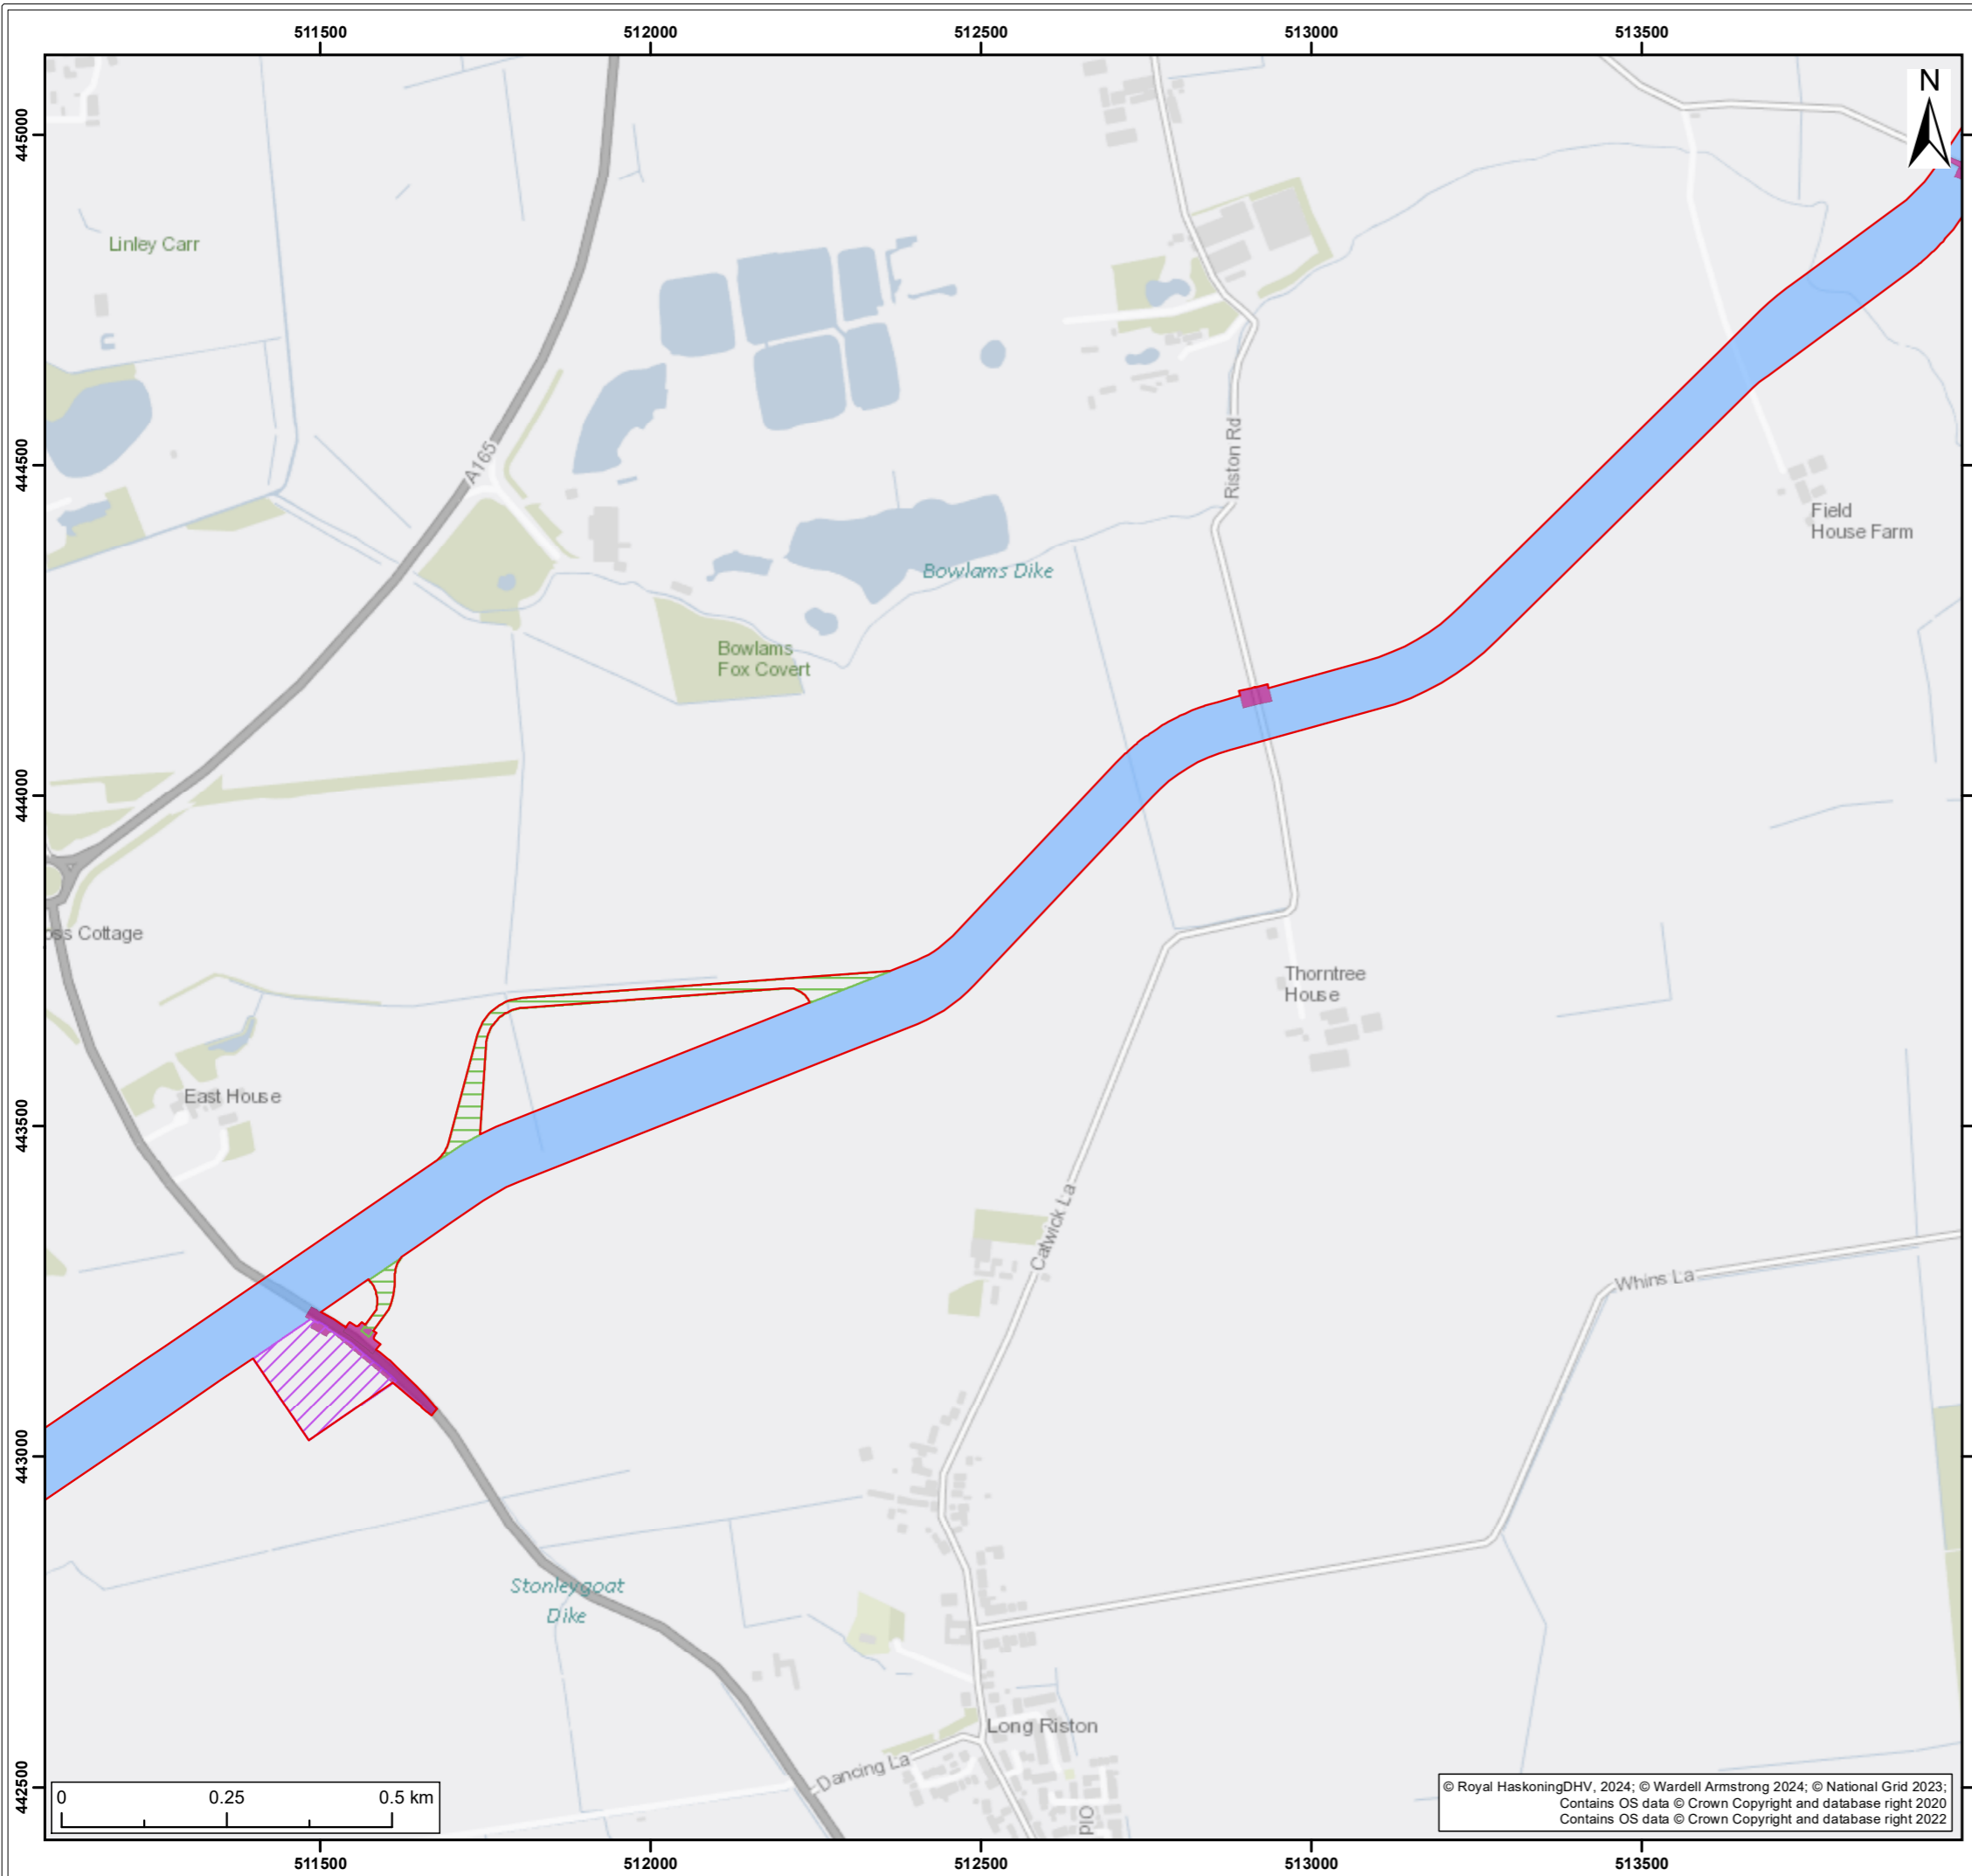 511500 512000 512500 513000 513500
N
445000
Linley Carr
A165
Riston Rd
444500
Field
House Farm
Bowlams Dike
Bowlams
Fox Covert
444000
oss Cottage
Thorntree
House
East House
443500
Catwick La
Whins La
443000
Stonleygoat
Dike
Long Riston
Dancing La
442500
0 0.25 0.5 km
© Royal HaskoningDHV, 2024; © Wardell Armstrong 2024; © National Grid 2023;
Contains OS data © Crown Copyright and database right 2020
Contains OS data © Crown Copyright and database right 2022
Old
511500 512000 512500 513000 513500